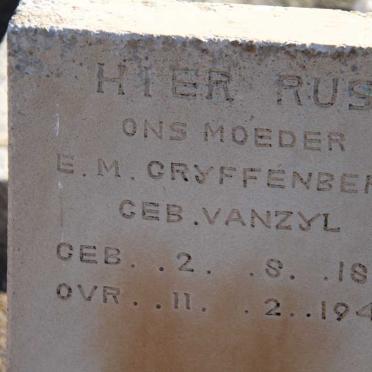 HIER RUS
ONS MOEDER
E.M. GRYFFENBER
GEB. VANZYL
GEB...2. .8. .18
OVR...11. .2..194